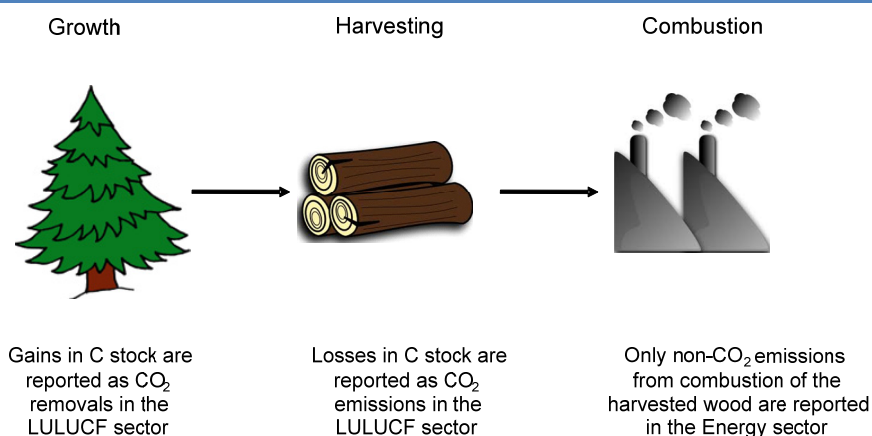 Growth
Harvesting
Combustion
Gains in C stock are
reported as CO₂
removals in the
LULUCF sector
Losses in C stock are
reported as CO₂
emissions in the
LULUCF sector
Only non-CO₂ emissions
from combustion of the
harvested wood are reported
in the Energy sector